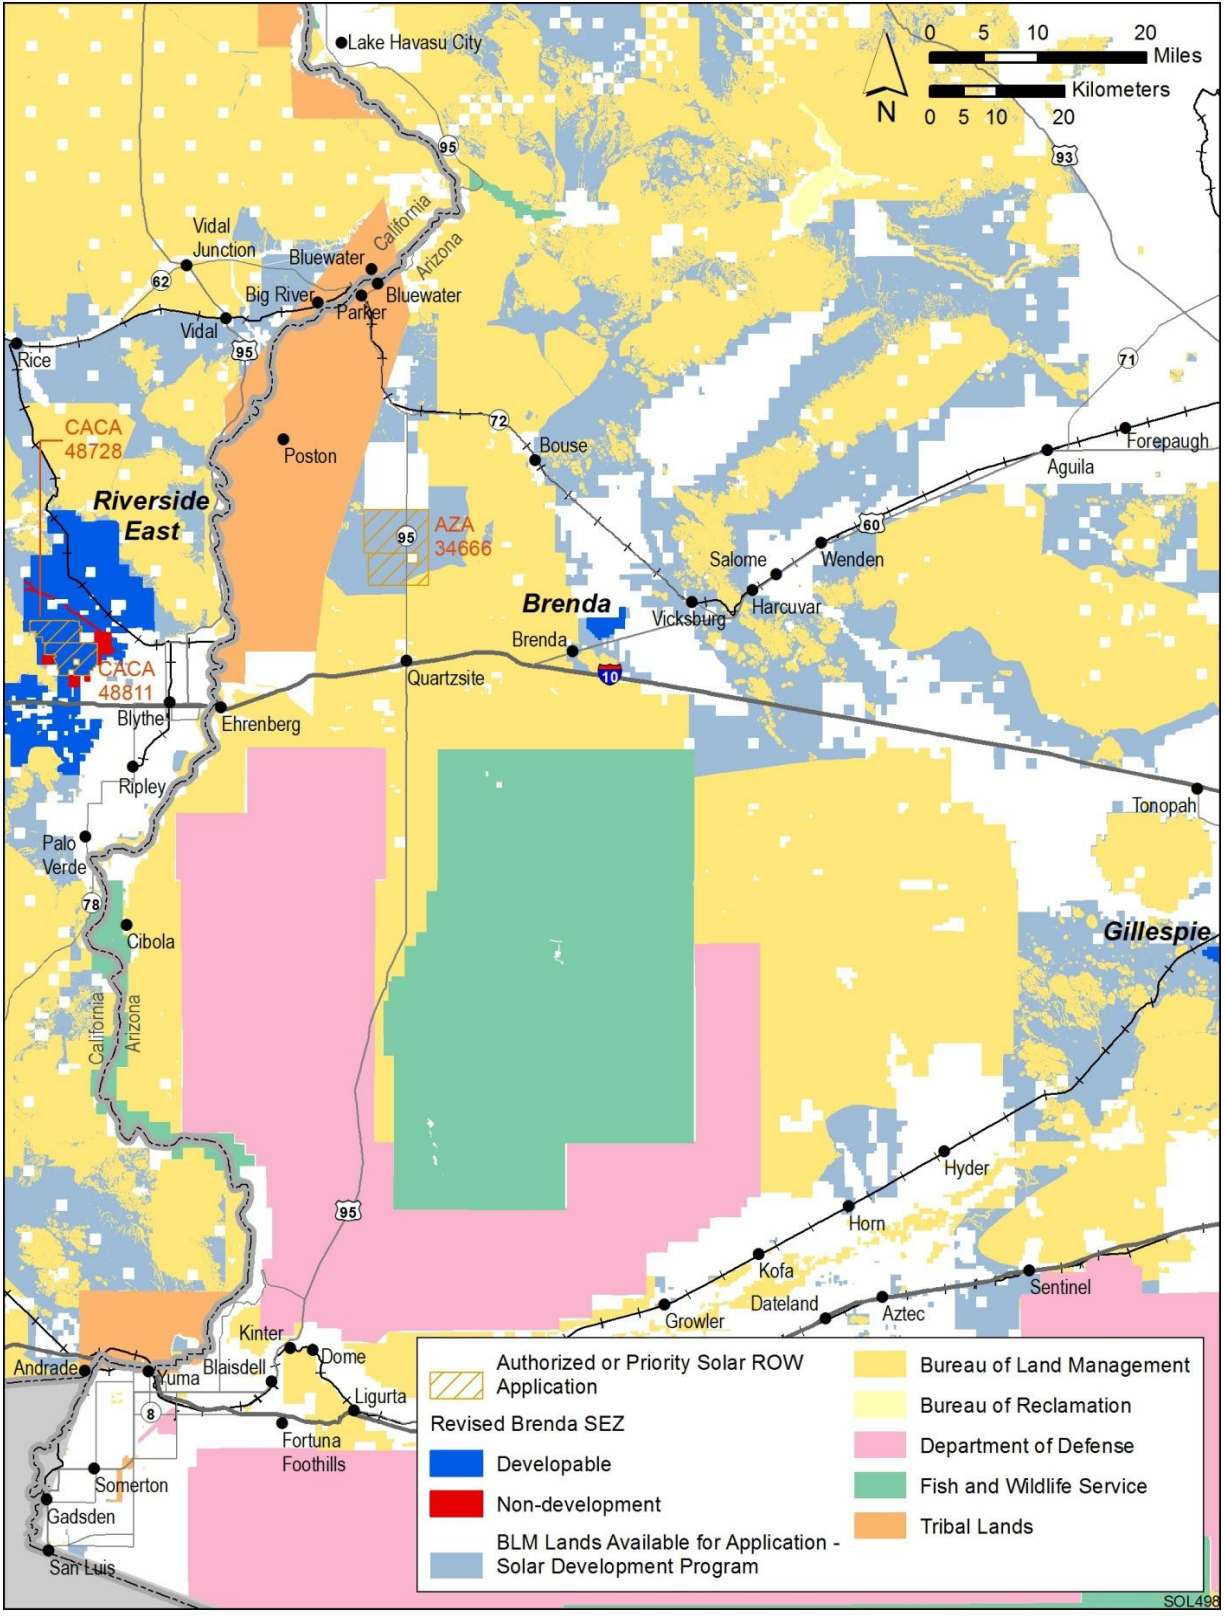 Lake Havasu City
0 5 10 20
Miles
Kilometers
0 5 10 20
N
95
93
California
Arizona
Vidal
Junction
Bluewater
62
Big River
Bluewater
Parker
Vidal
95
Rice
71
CACA
48728
72
Bouse
Forepaugh
Aguila
Poston
Riverside
East
AZA
34666
95
60
Salome
Wenden
Brenda
Vicksburg
Harcuvar
Brenda
CACA
48811
Quartzsite
10
Blythe
Ehrenberg
Ripley
Tonopah
Palo
Verde
78
Cibola
Gillespie
California
Arizona
Hyder
95
Horn
Kofa
Sentinel
Growler
Dateland
Aztec
Kinter
Dome
Andrade
Yuma
Blaisdell
Ligurta
8
Fortuna
Foothills
Somerton
Gadsden
San Luis
Authorized or Priority Solar ROW
Application
Revised Brenda SEZ
Developable
Non-development
BLM Lands Available for Application -
Solar Development Program
Bureau of Land Management
Bureau of Reclamation
Department of Defense
Fish and Wildlife Service
Tribal Lands
SOL498